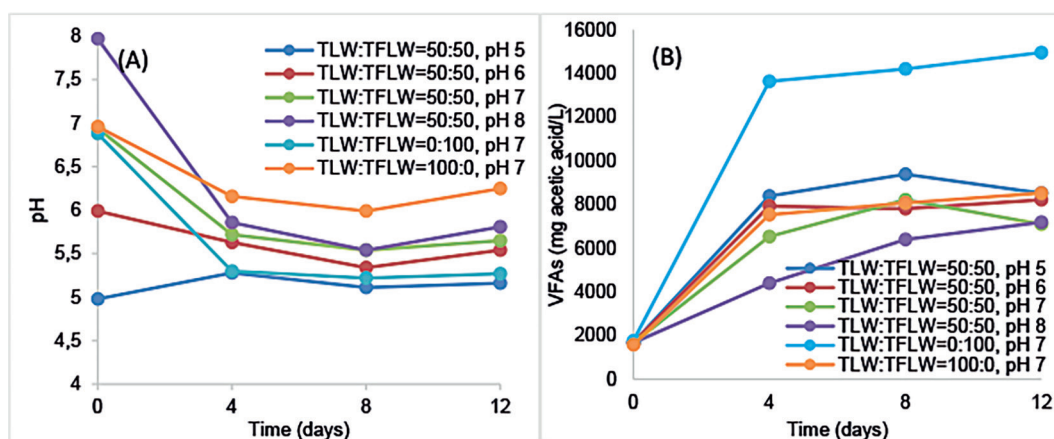 (A)
TLW:TFLW=50:50, pH 5
TLW:TFLW=50:50, pH 6
TLW:TFLW=50:50, pH 7
TLW:TFLW=50:50, pH 8
TLW:TFLW=0:100, pH 7
TLW:TFLW=100:0, pH 7
pH
8
7,5
7
6,5
6
5,5
5
4,5
4
0
4
8
12
Time (days)
(B)
VFAs (mg acetic acid/L)
16000
14000
12000
10000
8000
6000
4000
2000
0
TLW:TFLW=50:50, pH 5
TLW:TFLW=50:50, pH 6
TLW:TFLW=50:50, pH 7
TLW:TFLW=50:50, pH 8
TLW:TFLW=0:100, pH 7
TLW:TFLW=100:0, pH 7
0
4
8
12
Time (days)